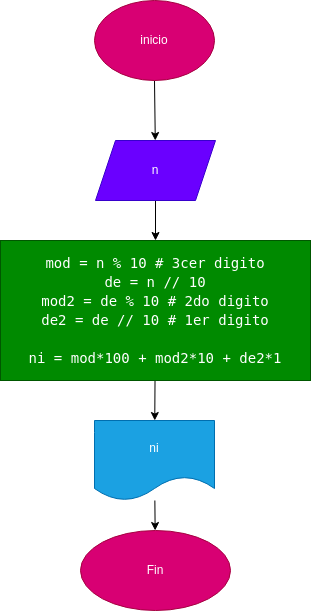 inicio
n
mod = n % 10 # 3cer digito
de = n // 10
mod2 = de % 10 # 2do digito
de2 = de // 10 # 1er digito
ni = mod*100 + mod2*10 + de2*1
ni
Fin